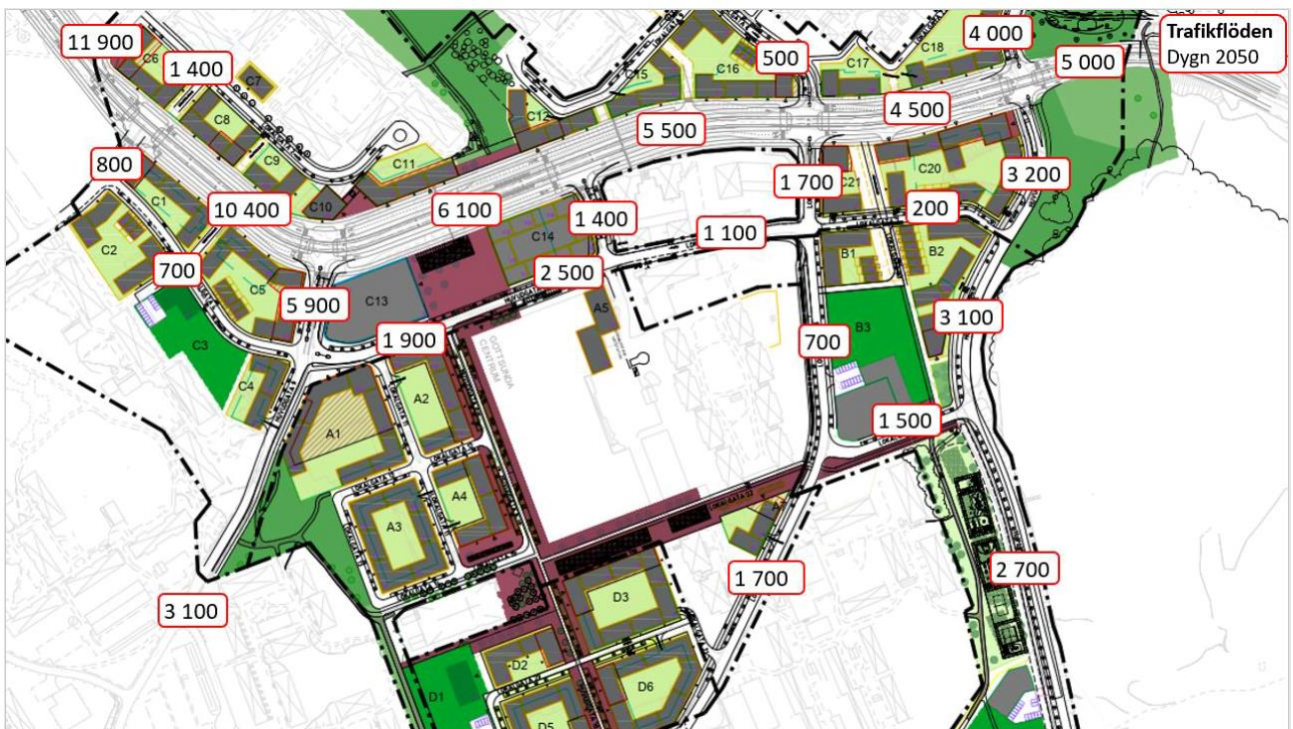 11 900
C6
1 400
C7
C8
C15
C16
500
C17
C18
4 000
5 000
Trafikflöden
Dygn 2050
C12
5 500
4 500
800
C9
C11
C1
C10
10 400
6 100
C14
1 400
1 700
C21
C20
3 200
200
C2
700
C5
5 900
C13
2 500
1 100
B1
B2
A5
C3
1 900
GOTTSUNDA
CENTRUM
700
B3
3 100
C4
A2
A1
1 500
A4
A3
LOKALGATA
3 100
1 700
2 700
D3
D2
D1
D6
D5